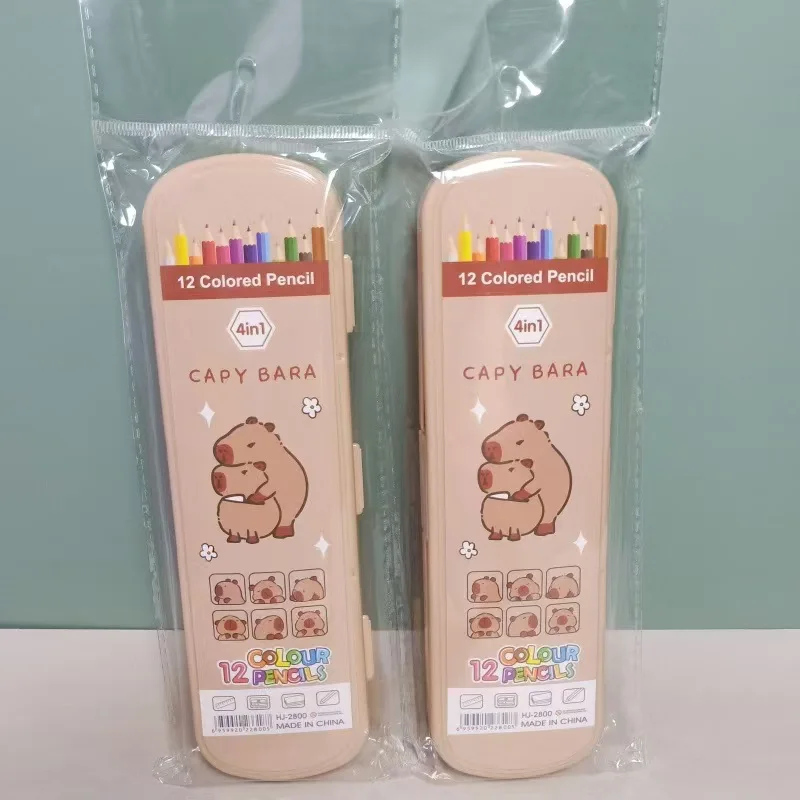 12 Colored Pencil
4in1
CAPY BARA
12 COLOUR
PENCILS
HJ-2800
MADE IN CHINA
12 Colored Pencil
4in1
CAPY BARA
12 COLOUR
PENCILS
HJ-2800
MADE IN CHINA